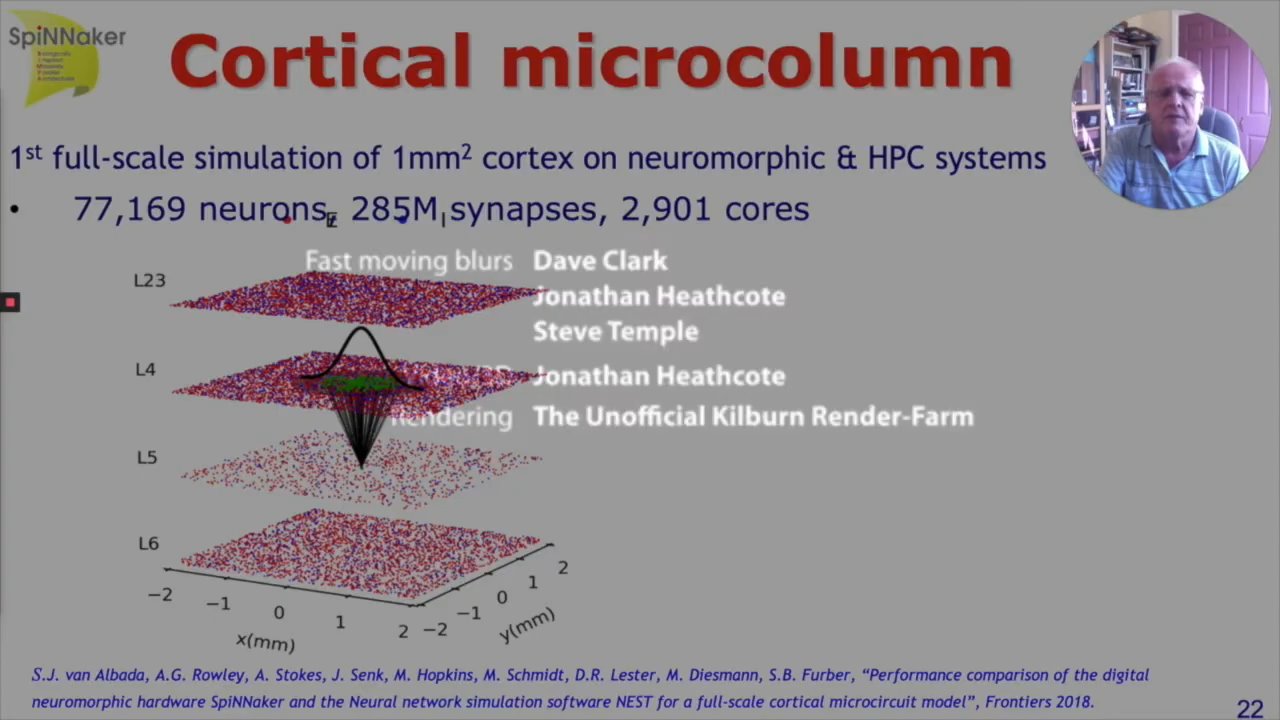 SpiNNaker
Cortical microcolumn
1st full-scale simulation of 1mm2 cortex on neuromorphic & HPC systems
• 77,169 neurons, 285M synapses, 2,901 cores
Fast moving blurs Dave Clark
Jonathan Heathcote
Steve Temple
Jonathan Heathcote
Rendering The Unofficial Kilburn Render-Farm
L23
L4
L5
L6
−2 −1 0 1 2
x(mm)
−2 −1 0 1 2
y(mm)
S.J. van Albada, A.G. Rowley, A. Stokes, J. Senk, M. Hopkins, M. Schmidt, D.R. Lester, M. Diesmann, S.B. Furber, “Performance comparison of the digital
neuromorphic hardware SpiNNaker and the Neural network simulation software NEST for a full-scale cortical microcircuit model”, Frontiers 2018.
22